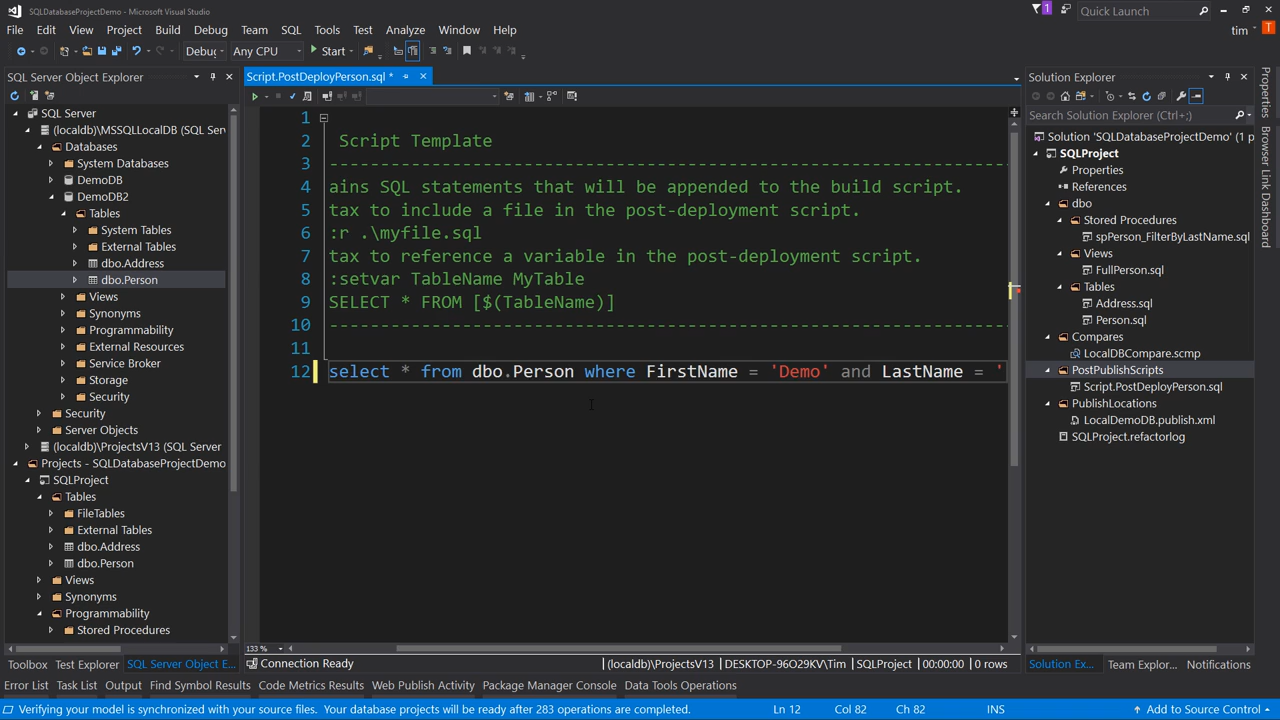 SQLDatabaseProjectDemo - Microsoft Visual Studio
1
Quick Launch
File Edit View Project Build Debug Team SQL Tools Test Analyze Window Help
tim
T
Debug Any CPU Start
SQL Server Object Explorer
SQL Server
(localdb)\MSSQLLocalDB (SQL Serv
Databases
System Databases
DemoDB
DemoDB2
Tables
System Tables
External Tables
dbo.Address
dbo.Person
Views
Synonyms
Programmability
External Resources
Service Broker
Storage
Security
Security
Server Objects
(localdb)\ProjectsV13 (SQL Server
Projects - SQLDatabaseProjectDemo
SQLProject
Tables
FileTables
External Tables
dbo.Address
dbo.Person
Views
Synonyms
Programmability
Stored Procedures
Toolbox Test Explorer SQL Server Object E...
Script.PostDeployPerson.sql *
1
2 Script Template
3 --------------------------------------------------------------------
4 ains SQL statements that will be appended to the build script.
5 tax to include a file in the post-deployment script.
6 :r .\myfile.sql
7 tax to reference a variable in the post-deployment script.
8 :setvar TableName MyTable
9 SELECT * FROM [$(TableName)]
10 --------------------------------------------------------------------
11
12 select * from dbo.Person where FirstName = 'Demo' and LastName = '
133 %
Connection Ready (localdb)\ProjectsV13 DESKTOP-96O29KV\Tim SQLProject 00:00:00 0 rows
Solution Explorer
Search Solution Explorer (Ctrl+;)
Solution 'SQLDatabaseProjectDemo' (1 p
SQLProject
Properties
References
dbo
Stored Procedures
spPerson_FilterByLastName.sql
Views
FullPerson.sql
Tables
Address.sql
Person.sql
Compares
LocalDBCompare.scmp
PostPublishScripts
Script.PostDeployPerson.sql
PublishLocations
LocalDemoDB.publish.xml
SQLProject.refactorlog
Solution Ex... Team Explor... Notifications
Properties
Browser Link Dashboard
Error List Task List Output Find Symbol Results Code Metrics Results Web Publish Activity Package Manager Console Data Tools Operations
Verifying your model is synchronized with your source files. Your database projects will be ready after 283 operations are completed. Ln 12 Col 82 Ch 82 INS Add to Source Control